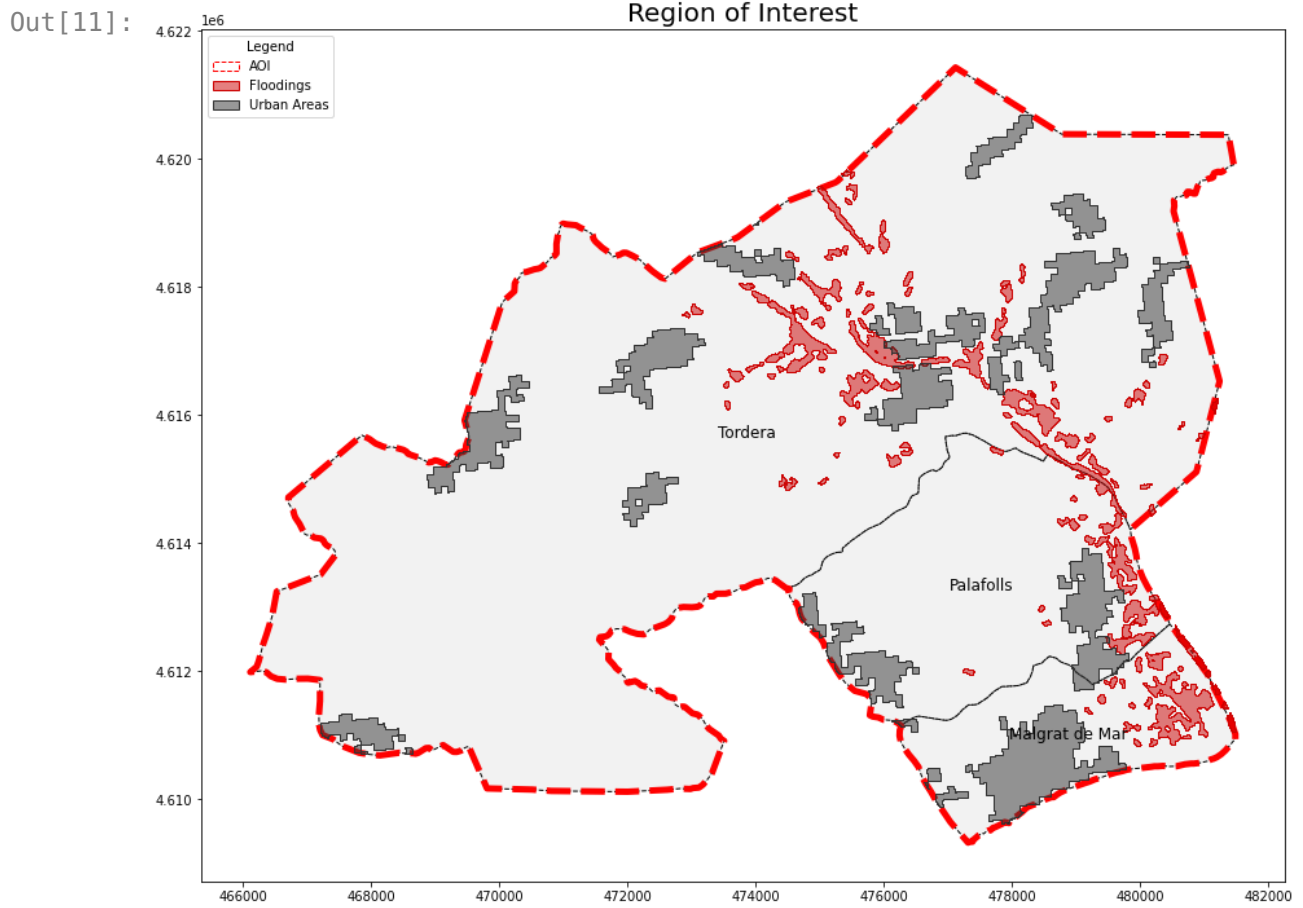 Out[11]:
Region of Interest
1e6
4.622
4.620
4.618
4.616
4.614
4.612
4.610
Legend
AOI
Floodings
Urban Areas
Tordera
Palafolls
Malgrat de Mar
466000 468000 470000 472000 474000 476000 478000 480000 482000